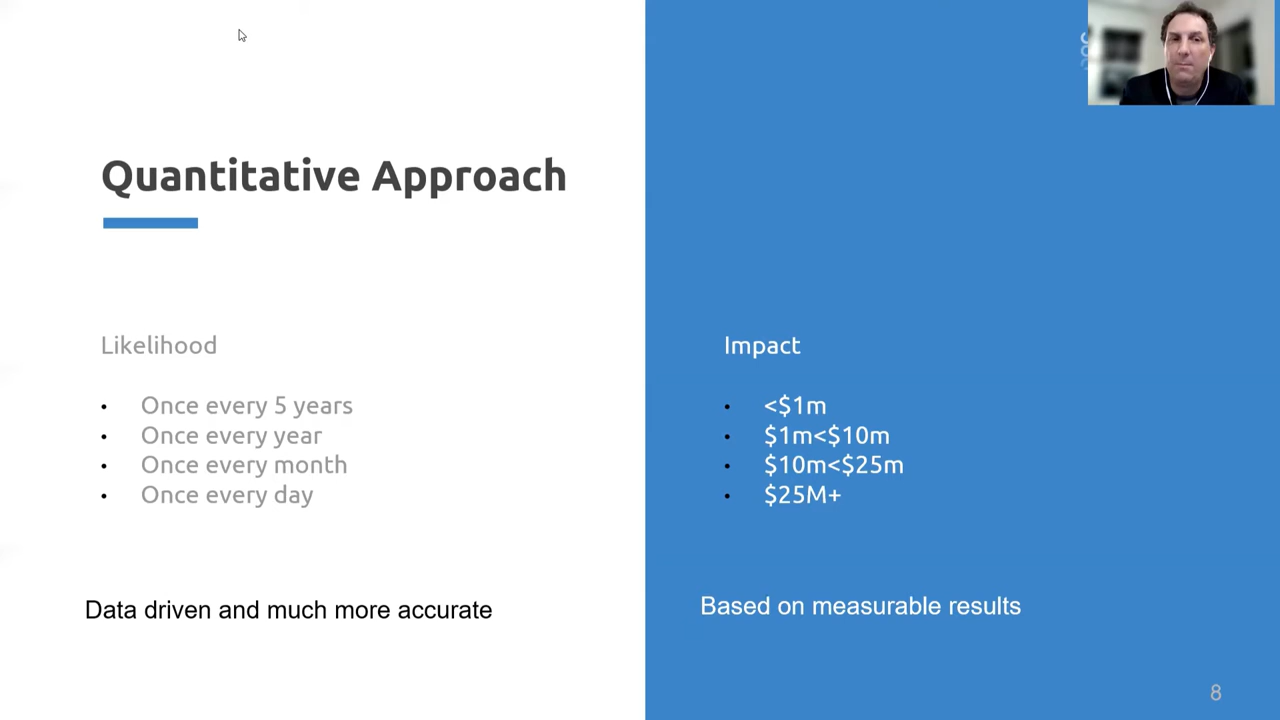 Quantitative Approach
Likelihood
• Once every 5 years
• Once every year
• Once every month
• Once every day
Data driven and much more accurate
Impact
• <$1m
• $1m<$10m
• $10m<$25m
• $25M+
Based on measurable results
8